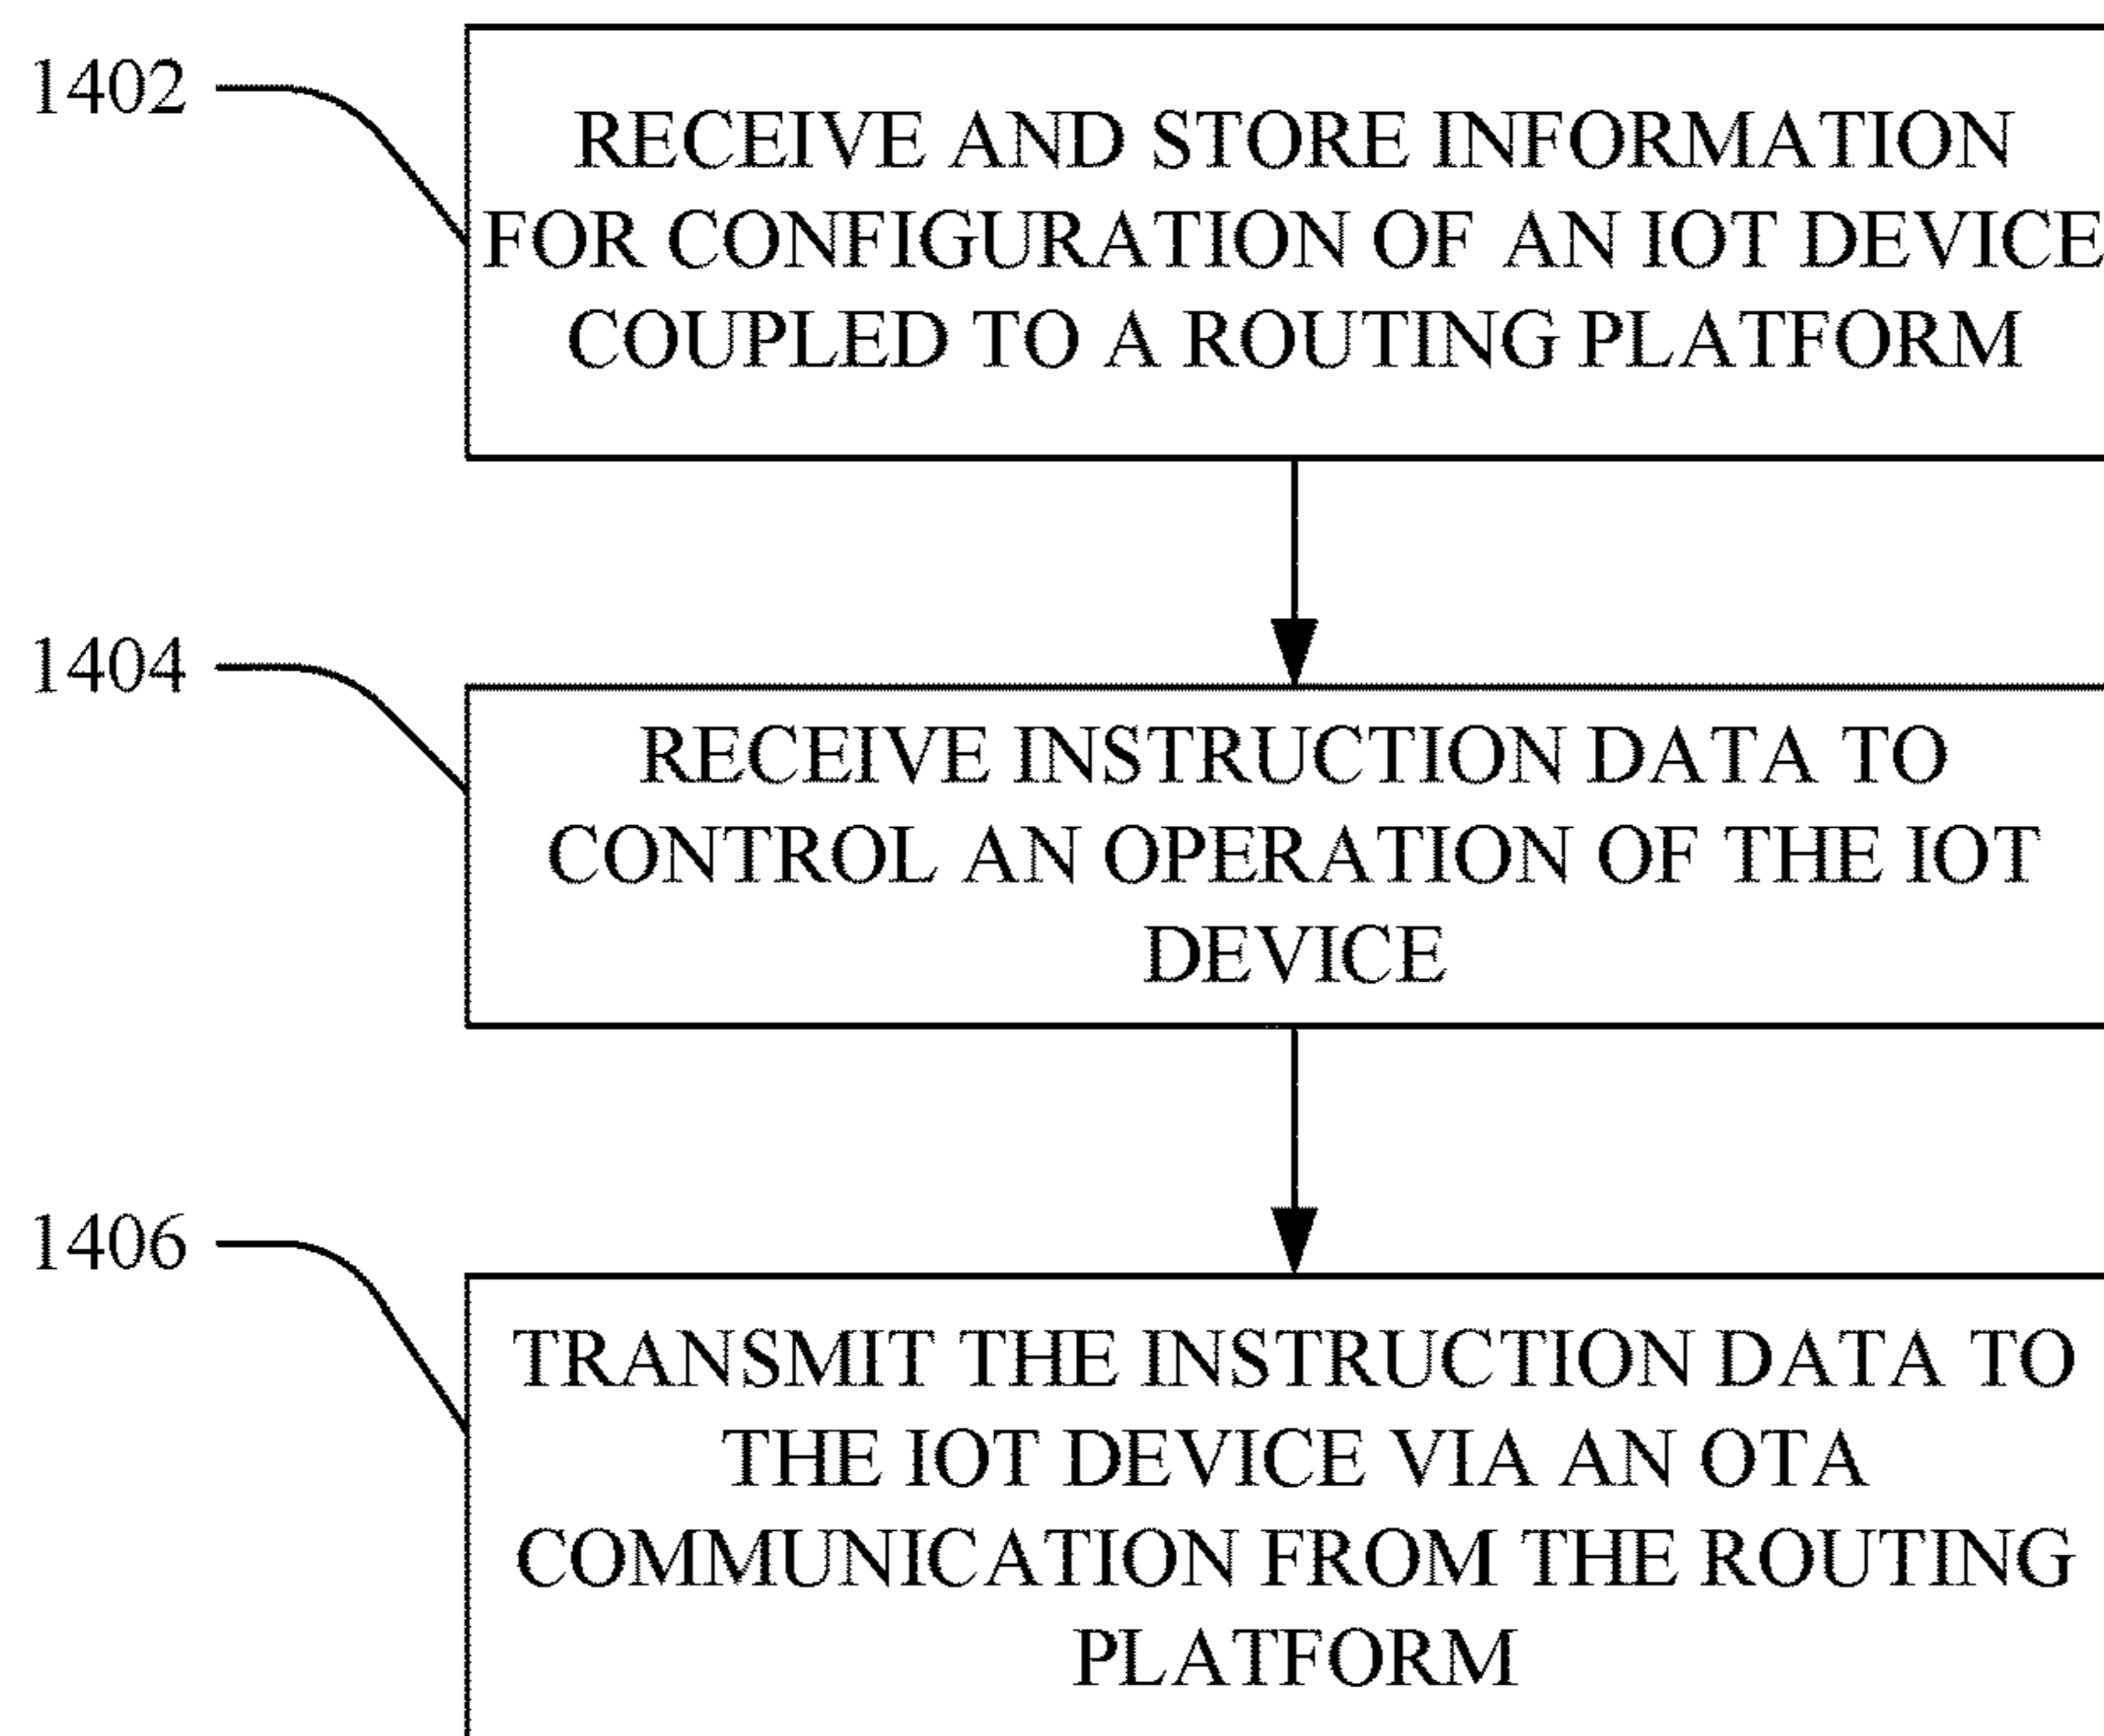 1402
RECEIVE AND STORE INFORMATION
FOR CONFIGURATION OF AN IOT DEVICE
COUPLED TO A ROUTING PLATFORM
1404
RECEIVE INSTRUCTION DATA TO
CONTROL AN OPERATION OF THE IOT
DEVICE
1406
TRANSMIT THE INSTRUCTION DATA TO
THE IOT DEVICE VIA AN OTA
COMMUNICATION FROM THE ROUTING
PLATFORM